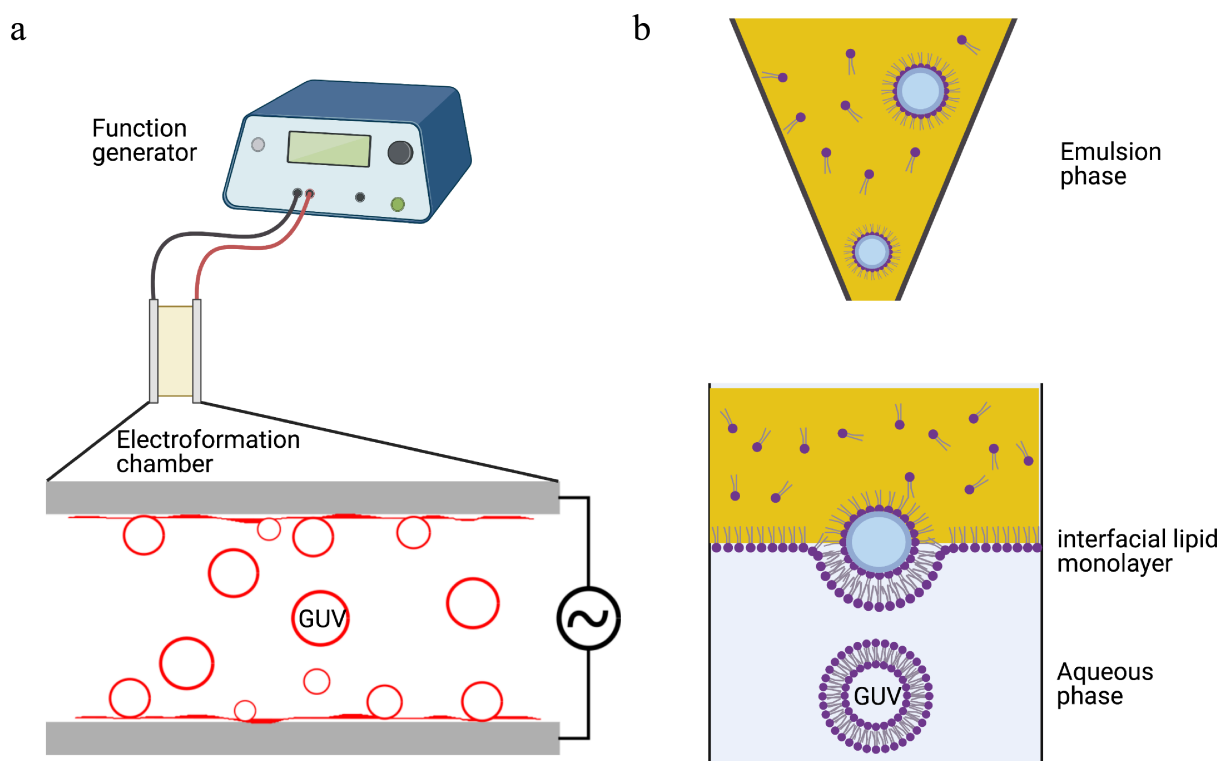 a
Function
generator
Electroformation
chamber
GUV
b
Emulsion
phase
interfacial lipid
monolayer
Aqueous
phase
GUV